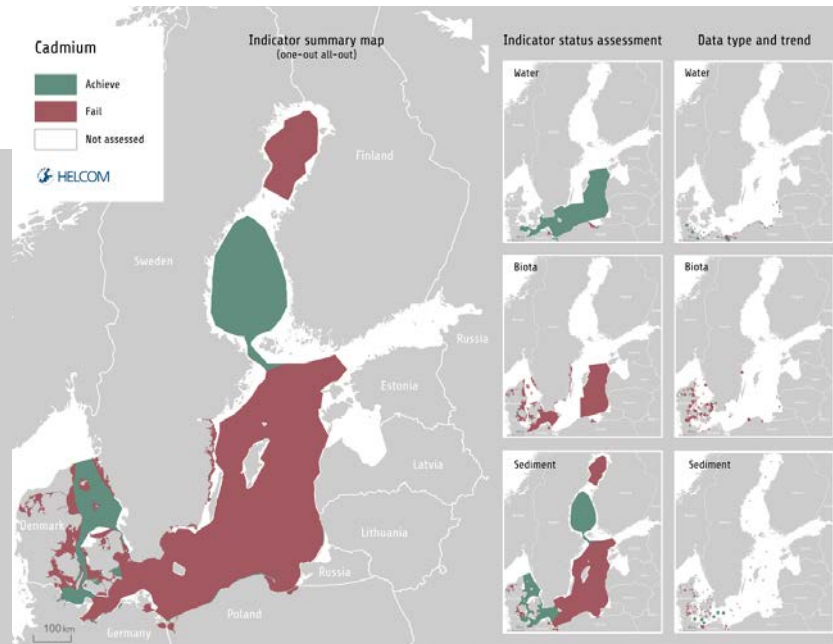 Cadmium
Achieve
Fail
Not assessed
HELCOM
Indicator summary map
(one-out all-out)
Finland
Sweden
Russia
Estonia
Latvia
Lithuania
Russia
Denmark
Poland
Germany
100 km
Indicator status assessment
Data type and trend
Water
Water
Biota
Biota
Sediment
Sediment